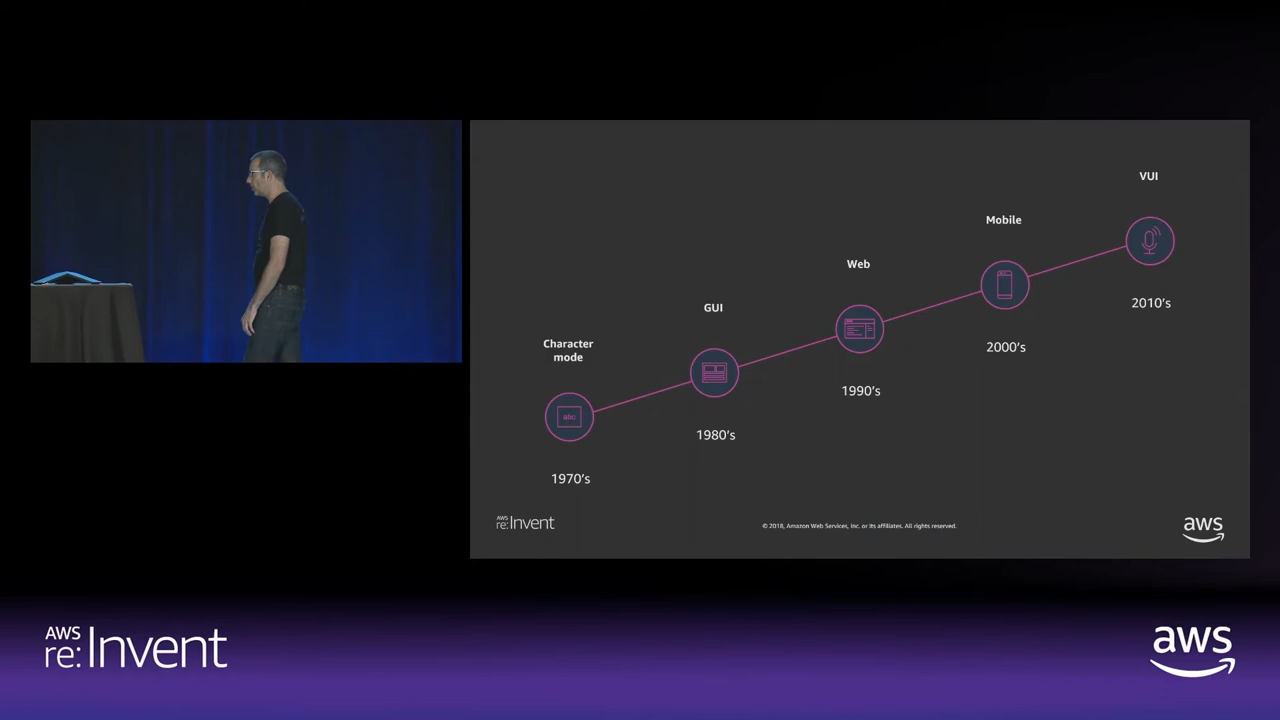 VUI
Mobile
Web
2010's
GUI
2000's
Character
mode
1990's
abc
1980's
1970's
AWS
re:Invent
© 2018, Amazon Web Services, Inc. or its affiliates. All rights reserved.
aws
AWS
re:Invent
aws